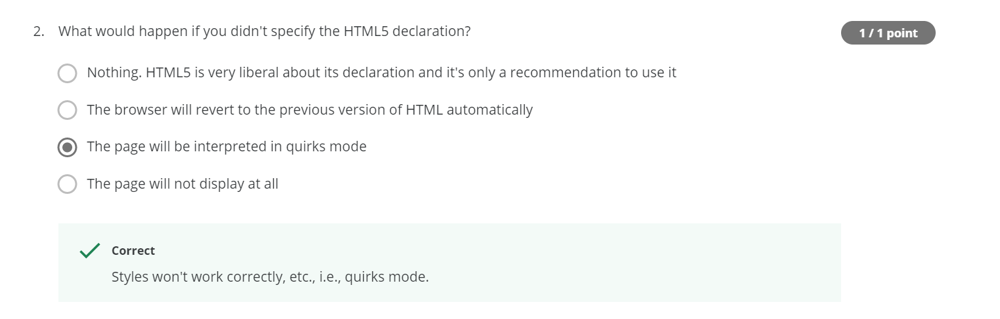 2. What would happen if you didn't specify the HTML5 declaration?
1 / 1 point
Nothing. HTML5 is very liberal about its declaration and it's only a recommendation to use it
The browser will revert to the previous version of HTML automatically
The page will be interpreted in quirks mode
The page will not display at all
Correct
Styles won't work correctly, etc., i.e., quirks mode.